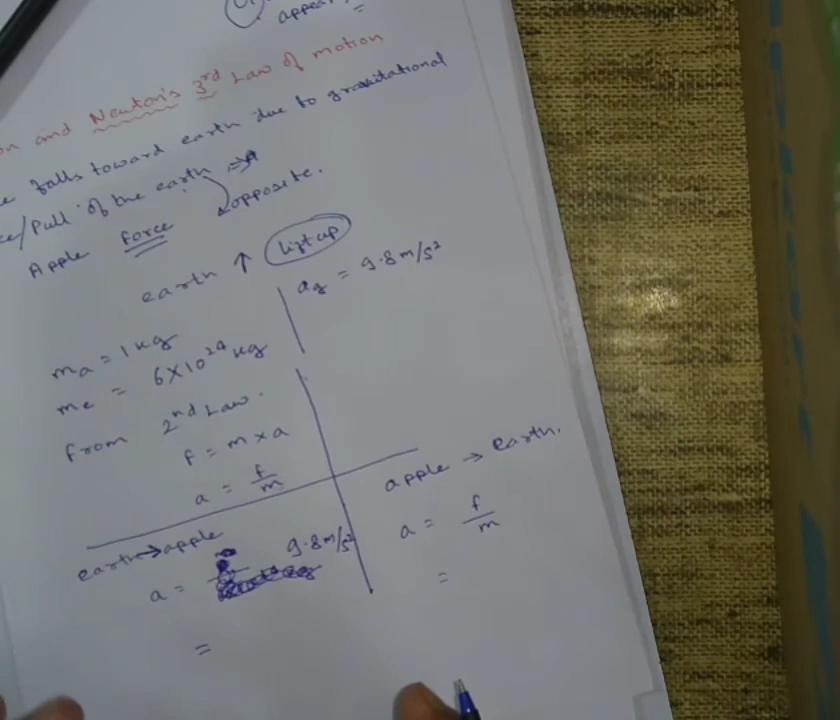 appear
on and Newton's 3rd Law of motion
e falls toward earth due to gravitational
ce/Pull of the earth
Apple force opposite.
earth ↑ lift up
ag = 9.8 m/s²
ma = 1 kg
me = 6×10²⁴ kg
from 2nd Law.
f = m × a
a = f/m
earth→apple
a = 9.8 m/s²
=
apple → earth.
a = f/m
=